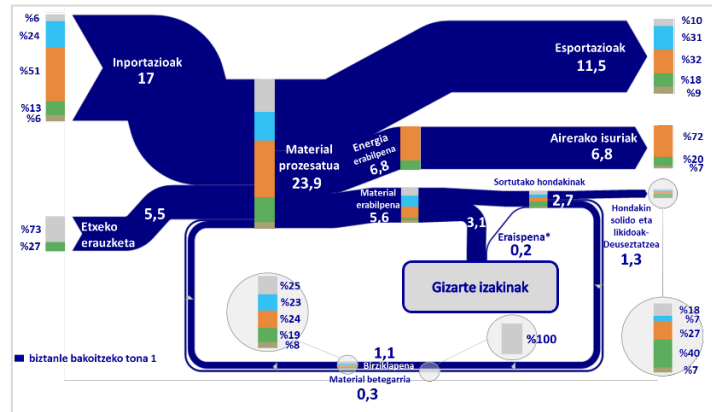 %6
%24
%51
%13
%6
Inportazioak
17
Esportazioak
11,5
%10
%31
%32
%18
%9
Material
prozesatua
23,9
Energia
erabilpena
6,8
Airerako isuriak
6,8
%72
%20
%7
Material
erabilpena
5,6
Sortutako hondakinak
2,7
Hondakin
solido eta
likidoak-
Deuseztatzea
1,3
3,1
Eraispena*
0,2
Gizarte izakinak
%73
%27
5,5
Etxeko
erauzketa
%25
%23
%24
%19
%8
%100
%18
%7
%27
%40
%7
biztanle bakoitzeko tona 1
1,1
Birziklapena
Material betegarria
0,3